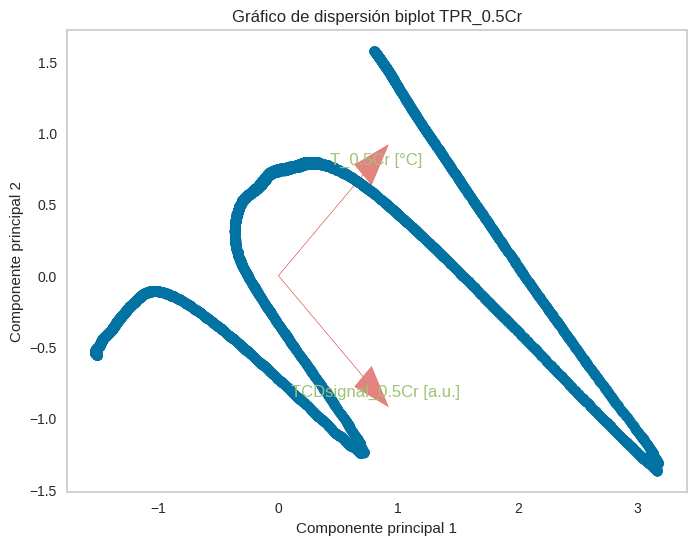 Gráfico de dispersión biplot TPR_0.5Cr
Componente principal 2
1.5
1.0
0.5
0.0
−0.5
−1.0
−1.5
T_0.5Cr [°C]
TCDsignal_0.5Cr [a.u.]
−1
0
1
2
3
Componente principal 1